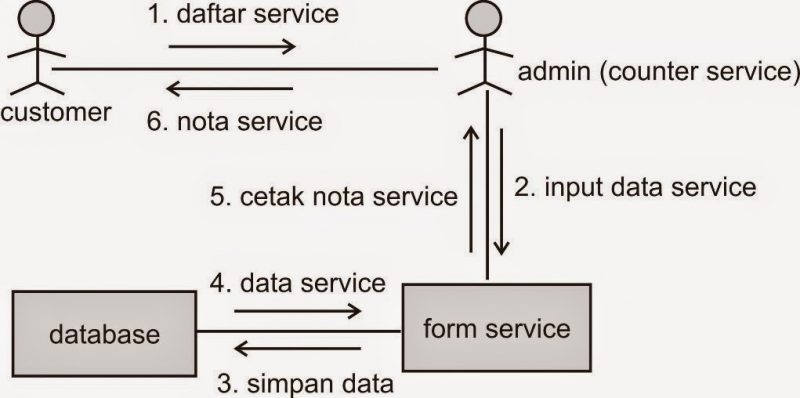 1. daftar service
admin (counter service)
customer
6. nota service
5. cetak nota service
2. input data service
4. data service
database
form service
3. simpan data